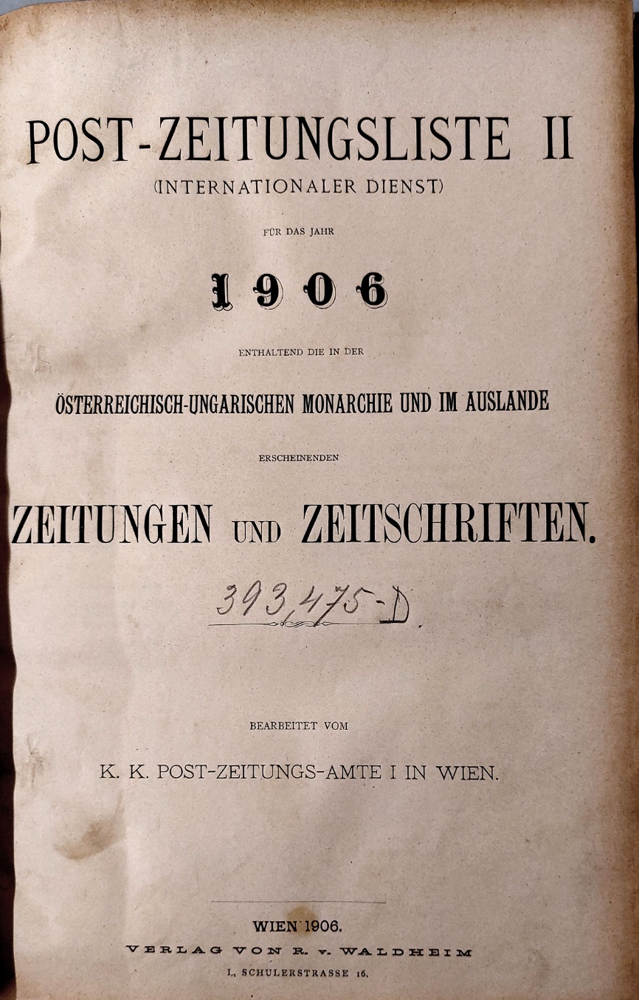 POST-ZEITUNGSLISTE II
(INTERNATIONALER DIENST)
FÜR DAS JAHR
1906
ENTHALTEND DIE IN DER
ÖSTERREICHISCH-UNGARISCHEN MONARCHIE UND IM AUSLANDE
ERSCHEINENDEN
ZEITUNGEN UND ZEITSCHRIFTEN.
393,475-D.
BEARBEITET VOM
K. K. POST-ZEITUNGS-AMTE I IN WIEN.
WIEN 1906.
VERLAG VON R. v. WALDHEIM
I., SCHULERSTRASSE 16.